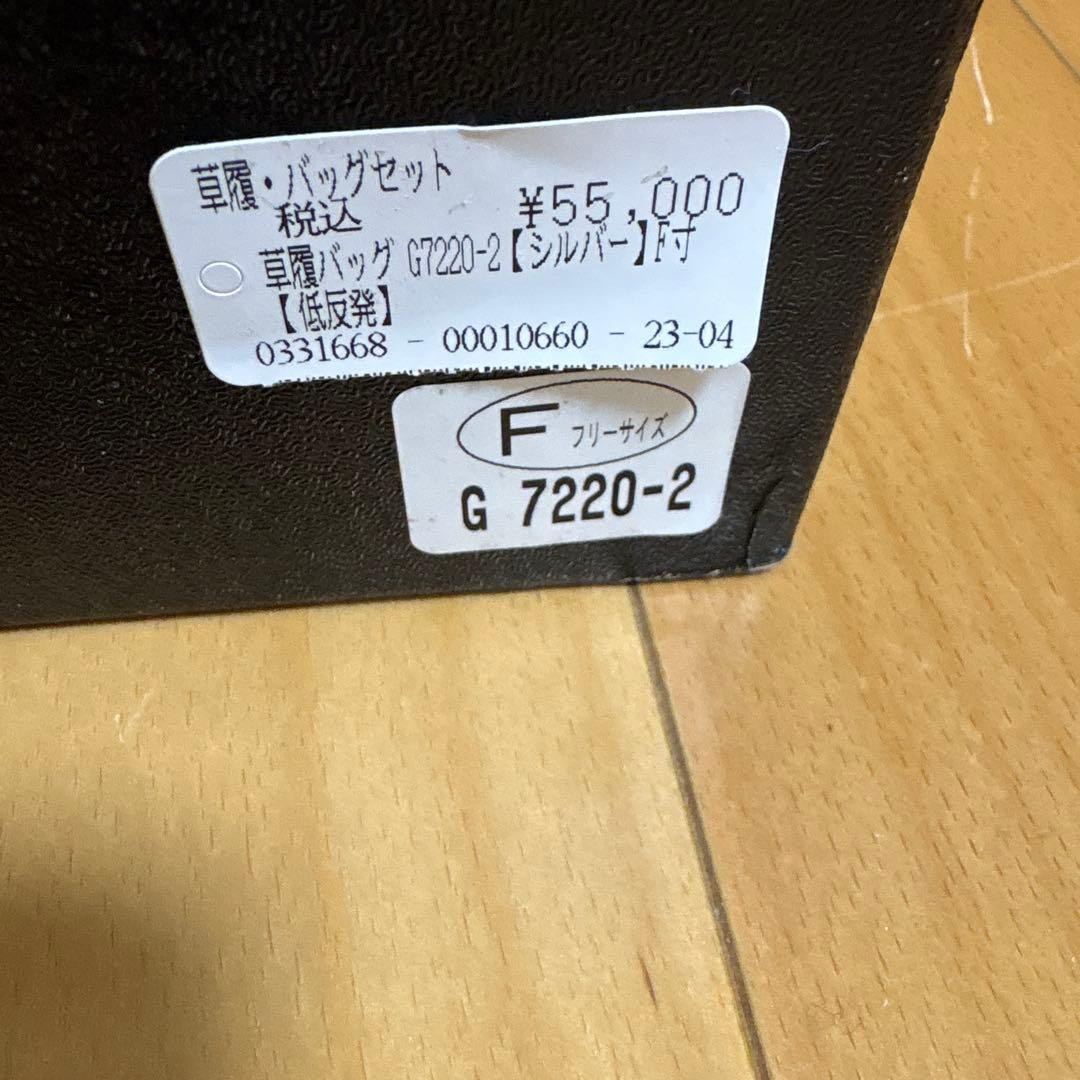 草履・バッグセット
税込 ¥55,000
草履バッグ G7220-2【シルバー】F寸
【低反発】
0331668 - 00010660 - 23-04
F フリーサイズ
G 7220-2